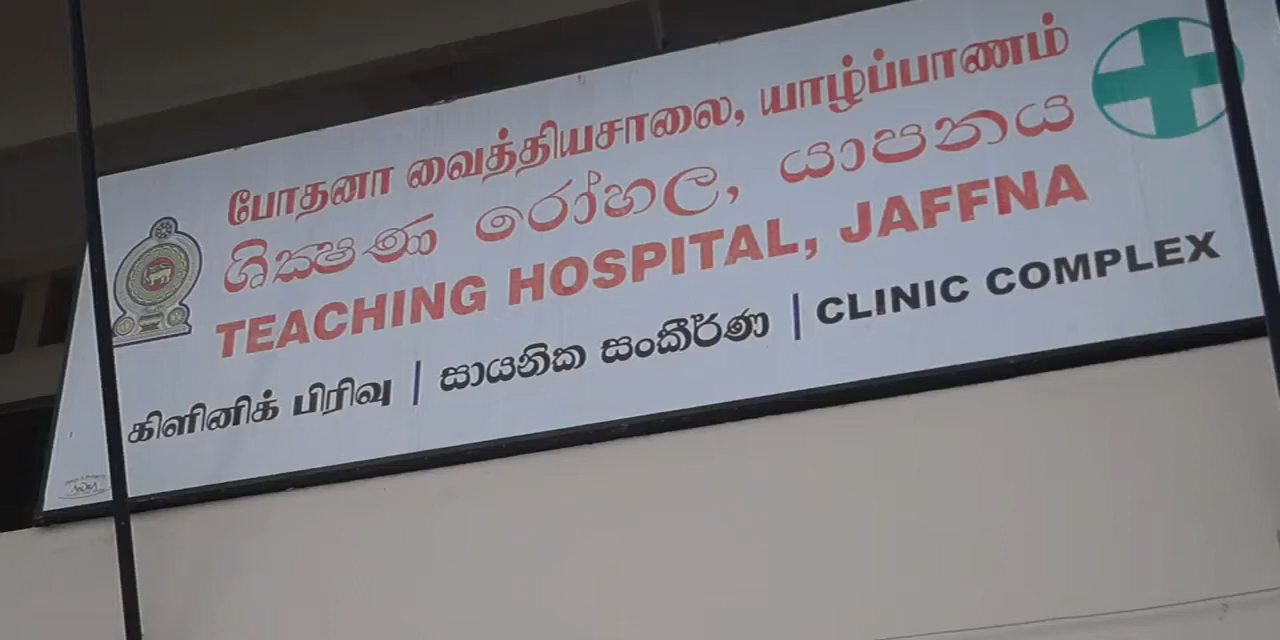 போதனா வைத்தியசாலை, யாழ்ப்பாணம்
ශික්ෂණ රෝහල, යාපනය
TEACHING HOSPITAL, JAFFNA
கிளினிக் பிரிவு | සායනික සංකීර්ණ | CLINIC COMPLEX